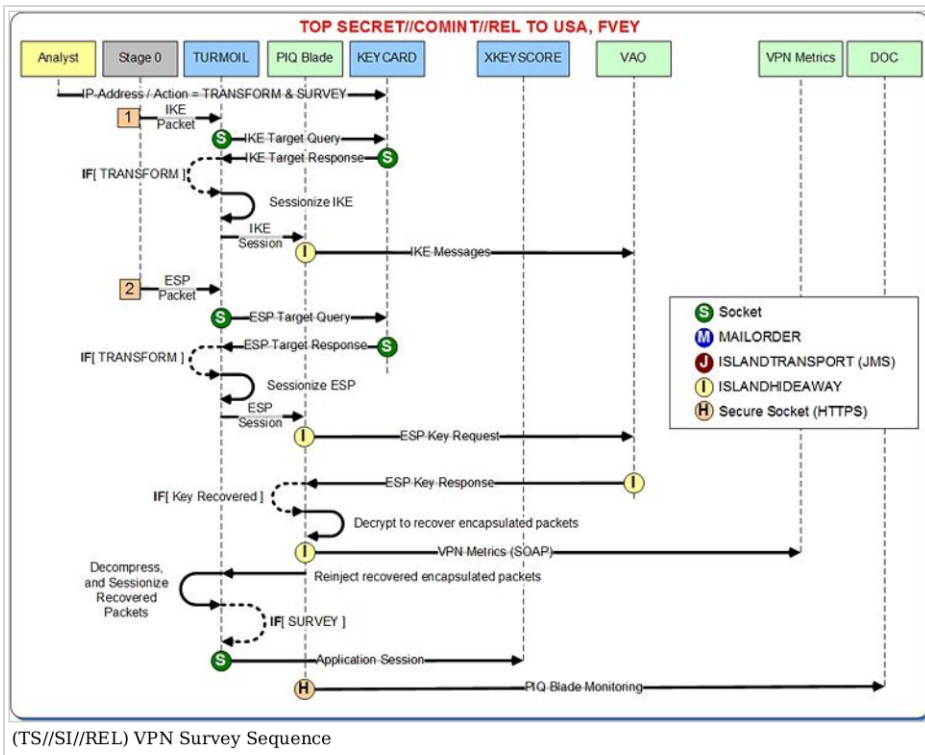 TOP SECRET//COMINT//REL TO USA, FVEY
Analyst
Stage 0
TURMOIL
PIQ Blade
KEYCARD
XKEYSCORE
VAO
VPN Metrics
DOC
IP-Address / Action = TRANSFORM & SURVEY
1
IKE
Packet
S
IKE Target Query
IKE Target Response
S
IF[ TRANSFORM ]
Sessionize IKE
IKE
Session
I
IKE Messages
2
ESP
Packet
S
ESP Target Query
ESP Target Response
S
IF[ TRANSFORM ]
Sessionize ESP
ESP
Session
I
ESP Key Request
S Socket
M MAILORDER
J ISLANDTRANSPORT (JMS)
I ISLANDHIDEAWAY
H Secure Socket (HTTPS)
ESP Key Response
I
IF[ Key Recovered ]
Decrypt to recover encapsulated packets
I
VPN Metrics (SOAP)
Reinject recovered encapsulated packets
Decompress,
and Sessionize
Recovered
Packets
IF[ SURVEY ]
S
Application Session
H
PIQ Blade Monitoring
(TS//SI//REL) VPN Survey Sequence